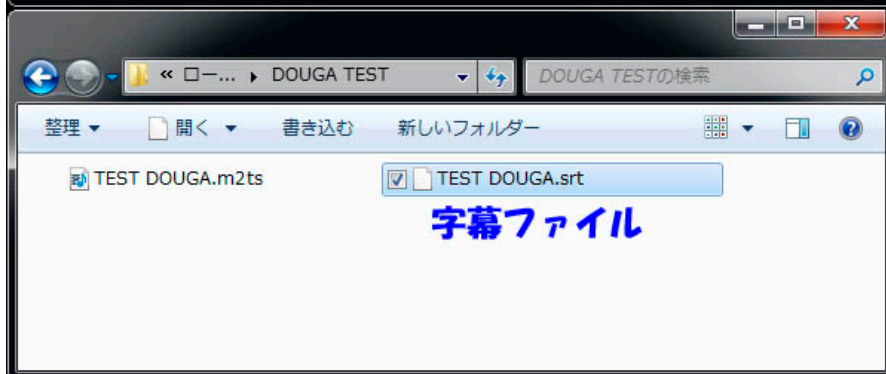 « ロー... ▸ DOUGA TEST
DOUGA TESTの検索
整理 開く 書き込む 新しいフォルダー
TEST DOUGA.m2ts
TEST DOUGA.srt
字幕ファイル